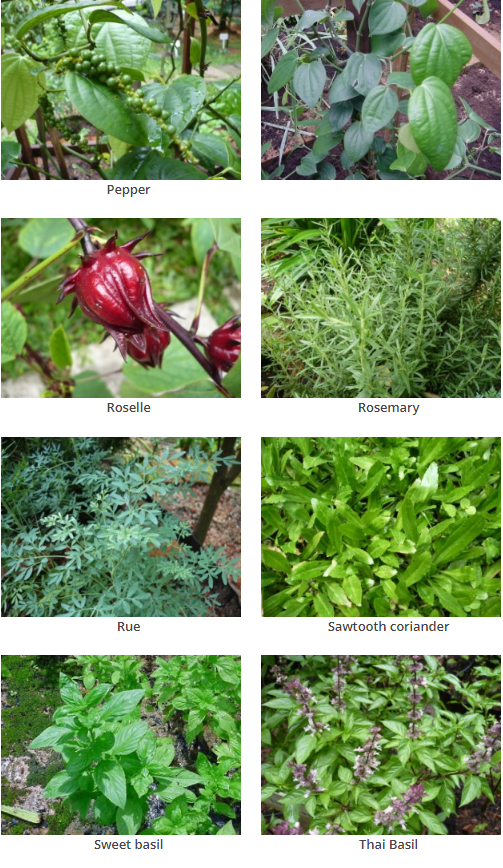 Pepper
Roselle
Rosemary
Rue
Sawtooth coriander
Sweet basil
Thai Basil